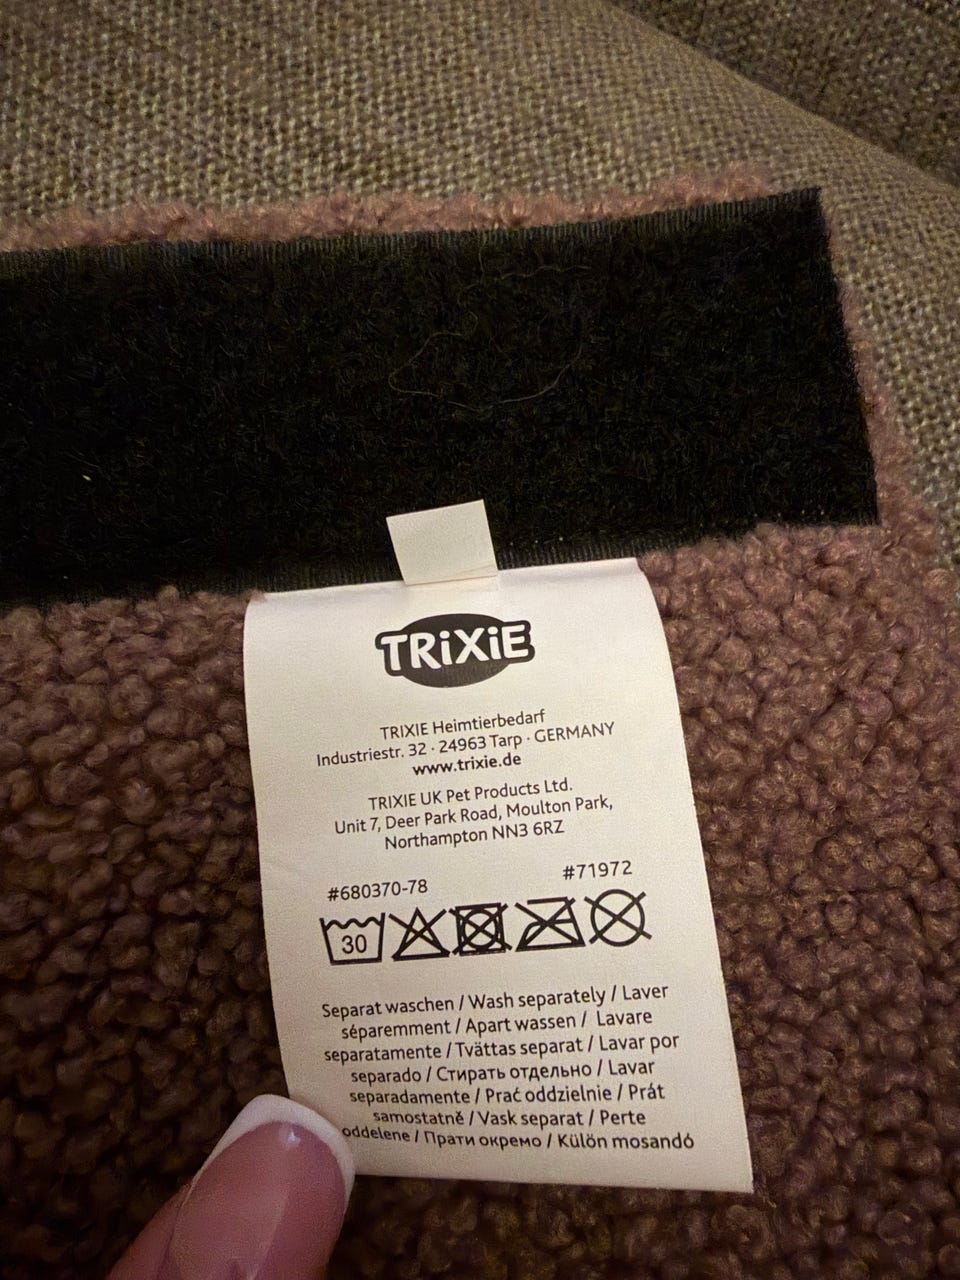 TRiXiE
TRIXIE Heimtierbedarf
Industriestr. 32 · 24963 Tarp · GERMANY
www.trixie.de
TRIXIE UK Pet Products Ltd.
Unit 7, Deer Park Road, Moulton Park,
Northampton NN3 6RZ
#680370-78 #71972
30
Separat waschen / Wash separately / Laver
séparemment / Apart wassen / Lavare
separatamente / Tvättas separat / Lavar por
separado / Стирать отдельно / Lavar
separadamente / Prać oddzielnie / Prát
samostatně / Vask separat / Perte
oddelene / Прати окремо / Külön mosandó